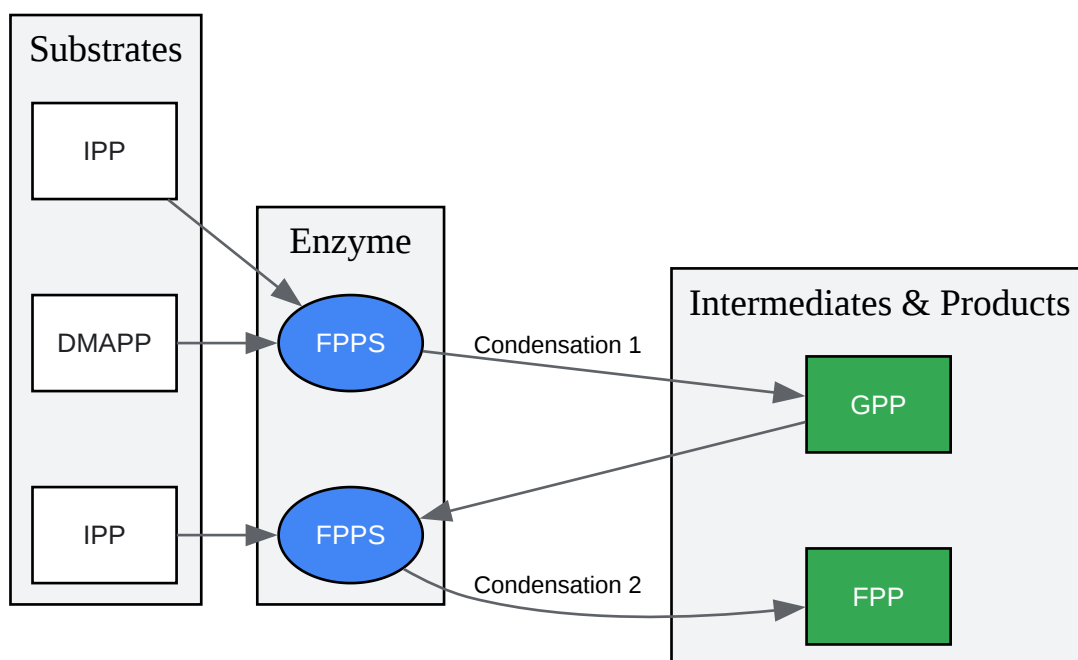 Substrates
IPP
DMAPP
IPP
Enzyme
FPPS
FPPS
Condensation 1
Condensation 2
Intermediates & Products
GPP
FPP